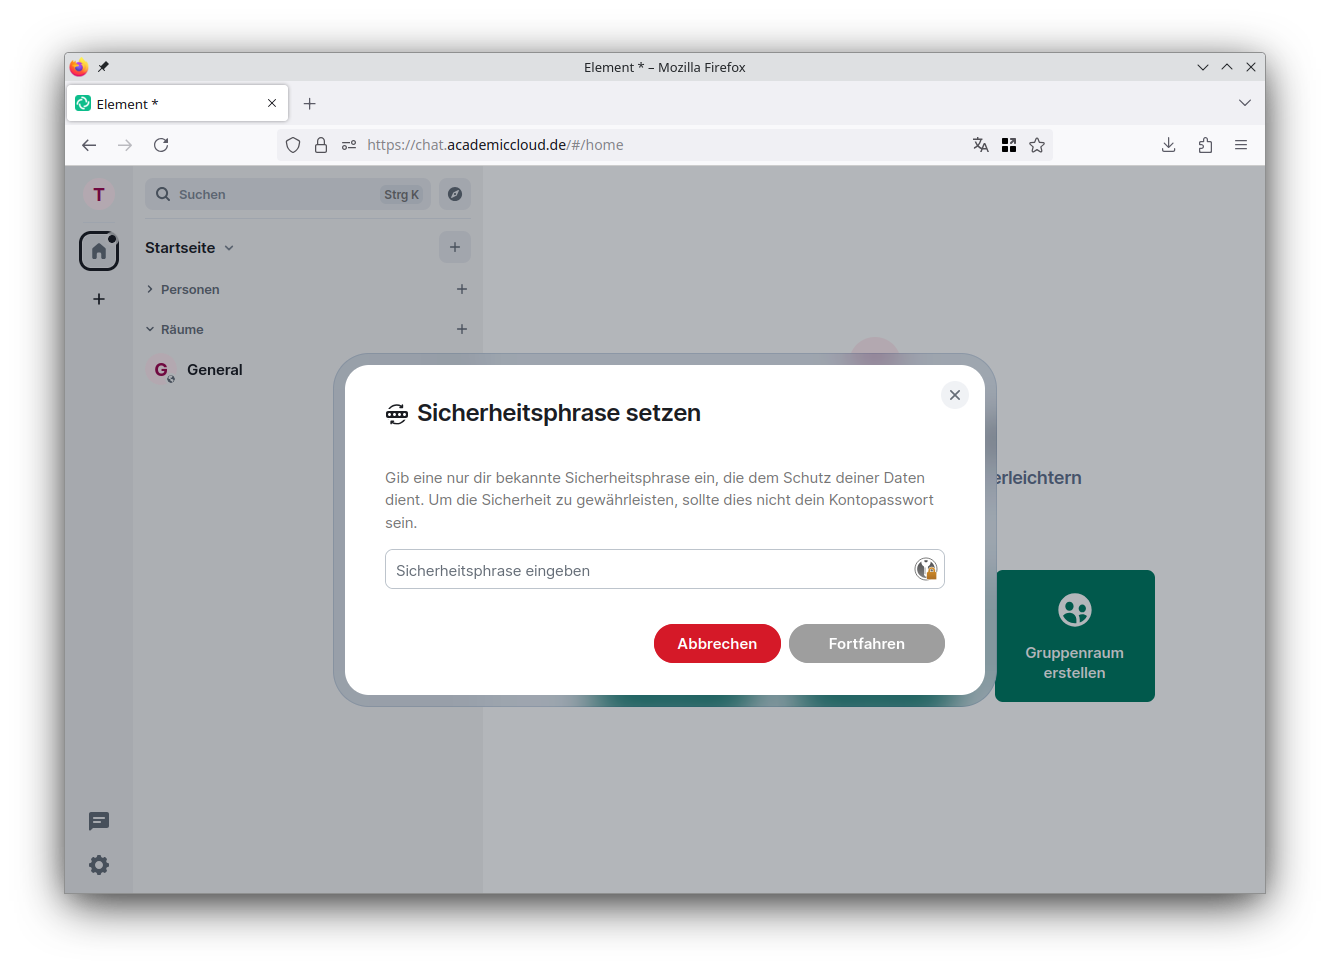 Element * – Mozilla Firefox
Element *
https://chat.academiccloud.de/#/home
T
Suchen
Strg K
Startseite
Personen
Räume
G
General
Sicherheitsphrase setzen
Gib eine nur dir bekannte Sicherheitsphrase ein, die dem Schutz deiner Daten
dient. Um die Sicherheit zu gewährleisten, sollte dies nicht dein Kontopasswort
sein.
Sicherheitsphrase eingeben
Abbrechen
Fortfahren
erleichtern
Gruppenraum
erstellen